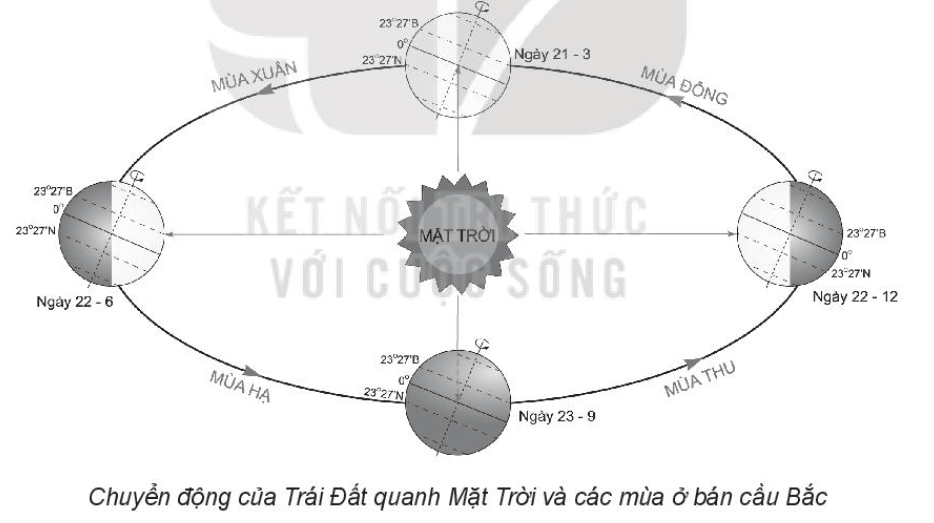 23°27'B
0°
23°27'N
Ngày 21 - 3
MÙA XUÂN
MÙA ĐÔNG
23°27'B
0°
23°27'N
Ngày 22 - 6
KẾT NỐI TRI THỨC
VỚI CUỘC SỐNG
MẶT TRỜI
23°27'B
0°
23°27'N
Ngày 22 - 12
MÙA HẠ
23°27'B
0°
23°27'N
Ngày 23 - 9
MÙA THU
Chuyển động của Trái Đất quanh Mặt Trời và các mùa ở bán cầu Bắc